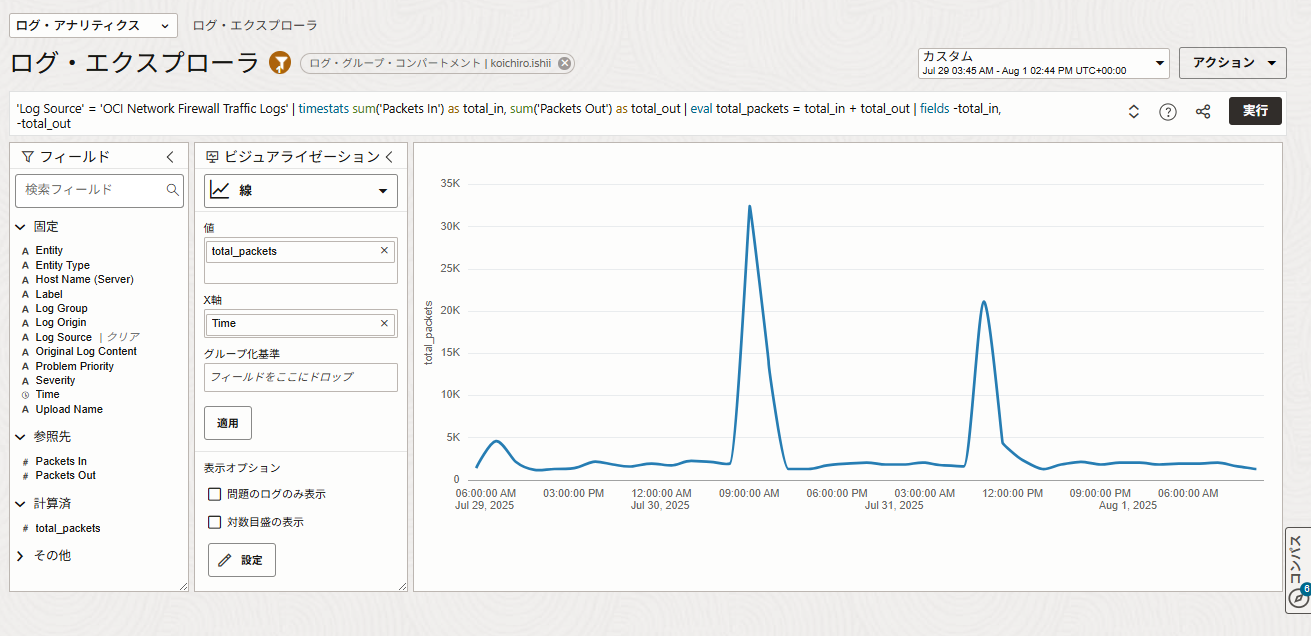 ログ・アナリティクス ログ・エクスプローラ
ログ・エクスプローラ ログ・グループ・コンパートメント | koichiro.ishii
カスタム
Jul 29 03:45 AM - Aug 1 02:44 PM UTC+00:00
アクション
'Log Source' = 'OCI Network Firewall Traffic Logs' | timestats sum('Packets In') as total_in, sum('Packets Out') as total_out | eval total_packets = total_in + total_out | fields -total_in,
-total_out
実行
フィールド
検索フィールド
固定
A Entity
A Entity Type
A Host Name (Server)
A Label
A Log Group
A Log Origin
A Log Source | クリア
A Original Log Content
A Problem Priority
A Severity
Time
A Upload Name
参照先
# Packets In
# Packets Out
計算済
# total_packets
その他
ビジュアライゼーション
線
値
total_packets
X軸
Time
グループ化基準
フィールドをここにドロップ
適用
表示オプション
問題のログのみ表示
対数目盛の表示
設定
total_packets
35K
30K
25K
20K
15K
10K
5K
0
06:00:00 AM 03:00:00 PM 12:00:00 AM 09:00:00 AM 06:00:00 PM 03:00:00 AM 12:00:00 PM 09:00:00 PM 06:00:00 AM
Jul 29, 2025 Jul 30, 2025 Jul 31, 2025 Aug 1, 2025
コンパス
6